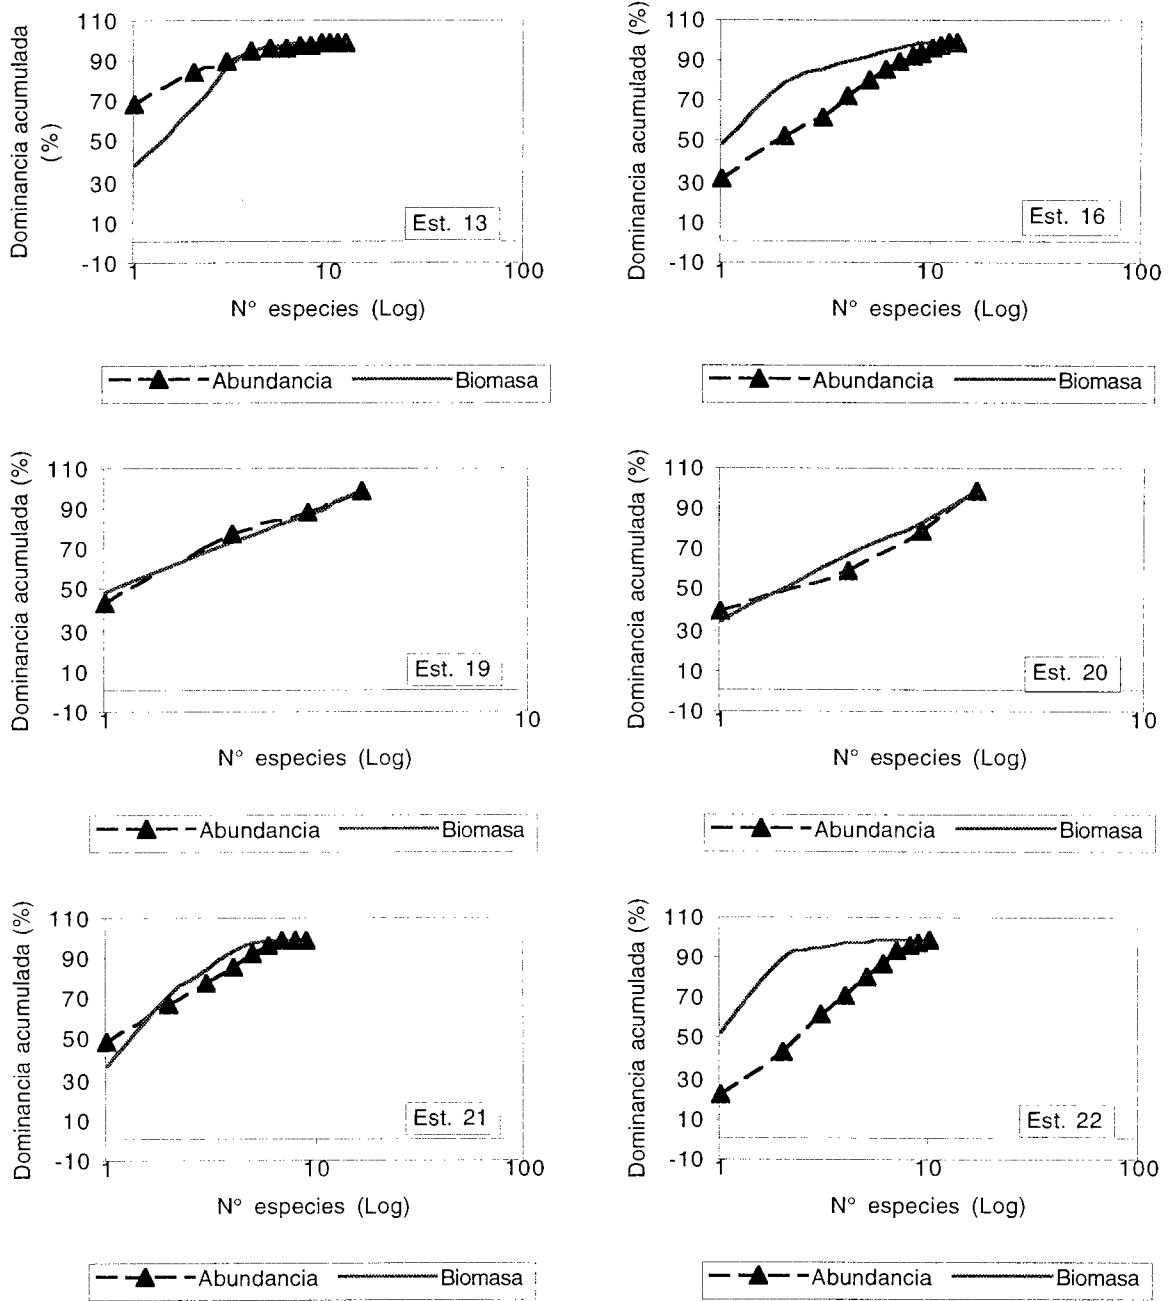 Dominancia acumulada
(%)
110
90
70
50
30
10
-10
1
10
100
Est. 13
N° especies (Log)
Abundancia
Biomasa
Dominancia acumulada (%)
110
90
70
50
30
10
-10
1
10
100
Est. 16
N° especies (Log)
Abundancia
Biomasa
Dominancia acumulada (%)
110
90
70
50
30
10
-10
1
10
Est. 19
N° especies (Log)
Abundancia
Biomasa
Dominancia acumulada (%)
110
90
70
50
30
10
-10
1
10
Est. 20
N° especies (Log)
Abundancia
Biomasa
Dominancia acumulada (%)
110
90
70
50
30
10
-10
1
10
100
Est. 21
N° especies (Log)
Abundancia
Biomasa
Dominancia acumulada (%)
110
90
70
50
30
10
-10
1
10
100
Est. 22
N° especies (Log)
Abundancia
Biomasa